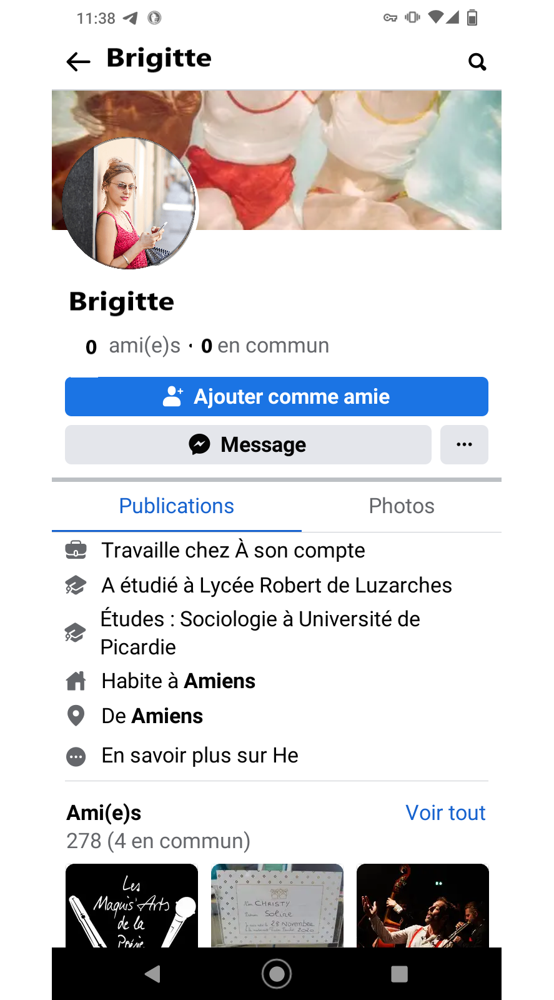 11:38
Brigitte
Brigitte
0 ami(e)s · 0 en commun
Ajouter comme amie
Message
Publications
Photos
Travaille chez À son compte
A étudié à Lycée Robert de Luzarches
Études : Sociologie à Université de
Picardie
Habite à Amiens
De Amiens
En savoir plus sur He
Ami(e)s
Voir tout
278 (4 en commun)
Les
Maquis'Arts
de la
Poésie
CHRISTY
Soline
28 Novembre
2020